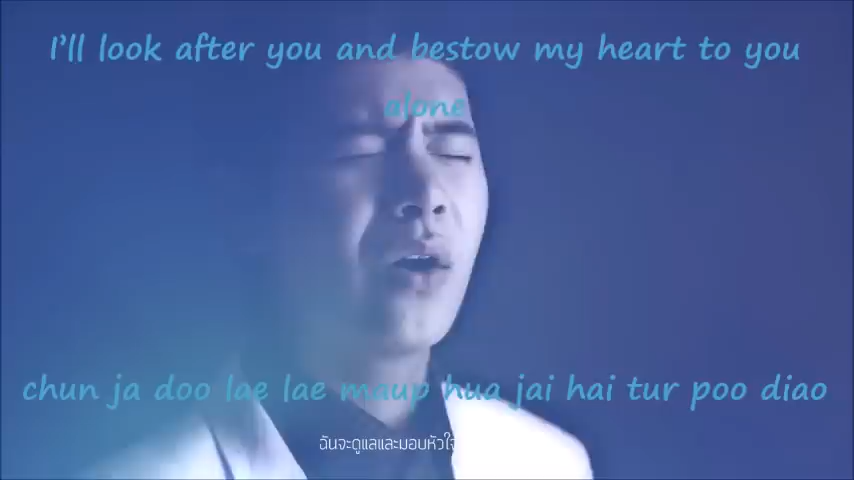 I'll look after you and bestow my heart to you
alone
chun ja doo lae lae maup hua jai hai tur poo diao
ฉันจะดูแลและมอบหัวใจ